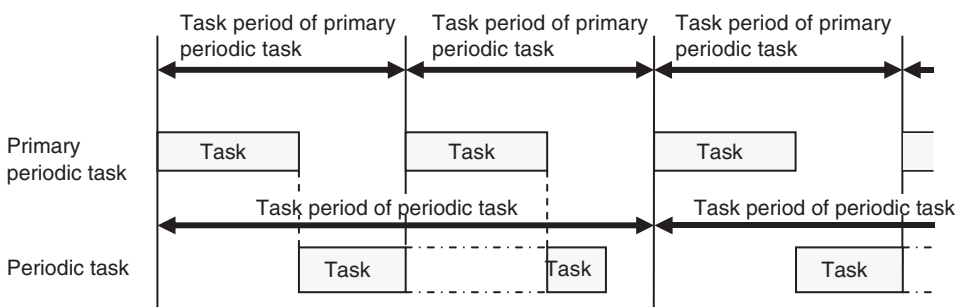 Task period of primary
periodic task
Task period of primary
periodic task
Task period of primary
periodic task
Primary
periodic task
Task
Task
Task
Task period of periodic task
Task period of periodic task
Periodic task
Task
Task
Task